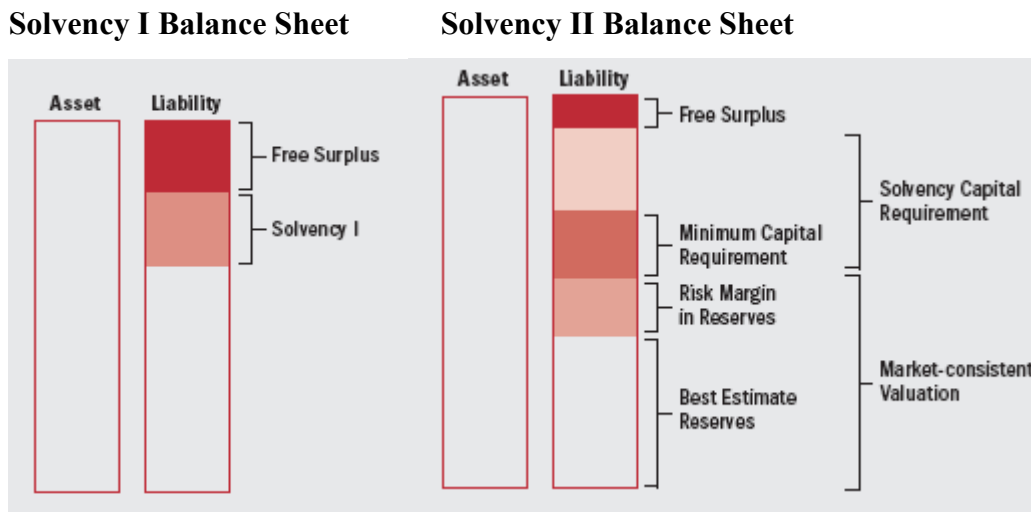 Solvency I Balance Sheet
Asset
Liability
Free Surplus
Solvency I
Solvency II Balance Sheet
Asset
Liability
Free Surplus
Minimum Capital
Requirement
Risk Margin
in Reserves
Best Estimate
Reserves
Solvency Capital
Requirement
Market-consistent
Valuation